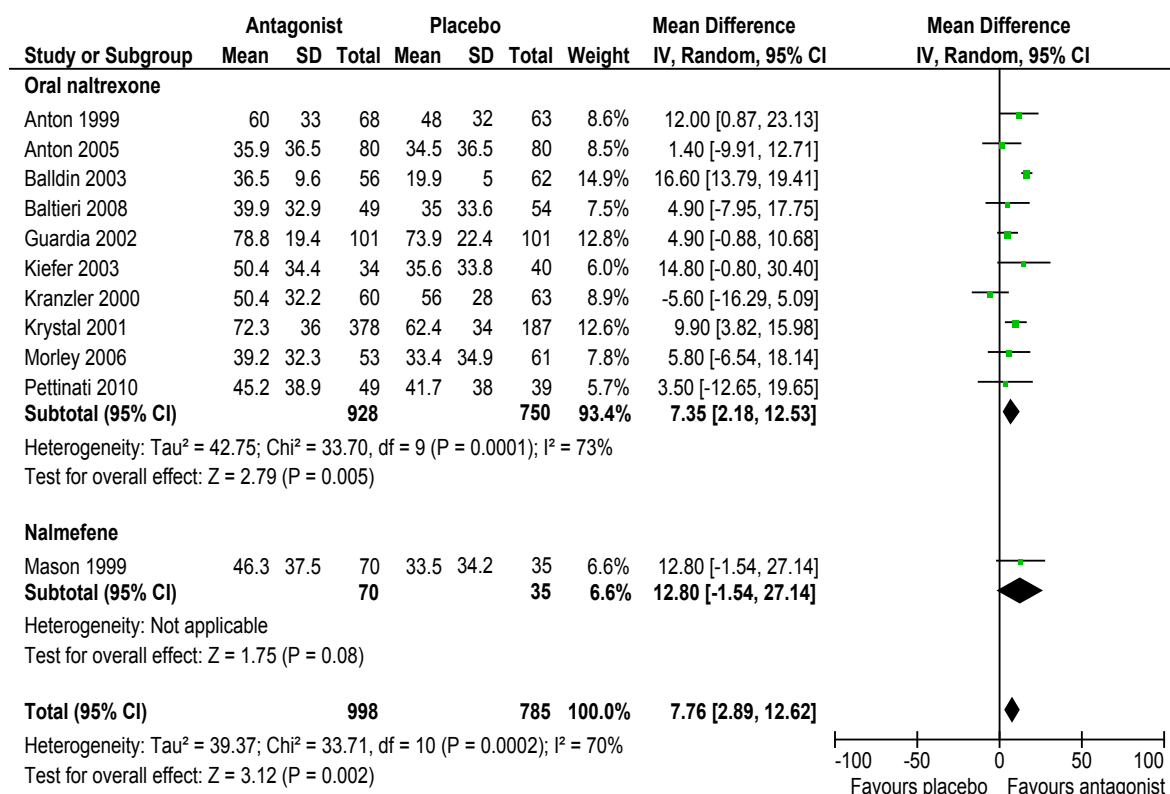 Antagonist Placebo Mean Difference Mean Difference
Study or Subgroup Mean SD Total Mean SD Total Weight IV, Random, 95% CI IV, Random, 95% CI
Oral naltrexone
Anton 1999 60 33 68 48 32 63 8.6% 12.00 [0.87, 23.13]
Anton 2005 35.9 36.5 80 34.5 36.5 80 8.5% 1.40 [-9.91, 12.71]
Balldin 2003 36.5 9.6 56 19.9 5 62 14.9% 16.60 [13.79, 19.41]
Baltieri 2008 39.9 32.9 49 35 33.6 54 7.5% 4.90 [-7.95, 17.75]
Guardia 2002 78.8 19.4 101 73.9 22.4 101 12.8% 4.90 [-0.88, 10.68]
Kiefer 2003 50.4 34.4 34 35.6 33.8 40 6.0% 14.80 [-0.80, 30.40]
Kranzler 2000 50.4 32.2 60 56 28 63 8.9% -5.60 [-16.29, 5.09]
Krystal 2001 72.3 36 378 62.4 34 187 12.6% 9.90 [3.82, 15.98]
Morley 2006 39.2 32.3 53 33.4 34.9 61 7.8% 5.80 [-6.54, 18.14]
Pettinati 2010 45.2 38.9 49 41.7 38 39 5.7% 3.50 [-12.65, 19.65]
Subtotal (95% CI) 928 750 93.4% 7.35 [2.18, 12.53]
Heterogeneity: Tau² = 42.75; Chi² = 33.70, df = 9 (P = 0.0001); I² = 73%
Test for overall effect: Z = 2.79 (P = 0.005)
Nalmefene
Mason 1999 46.3 37.5 70 33.5 34.2 35 6.6% 12.80 [-1.54, 27.14]
Subtotal (95% CI) 70 35 6.6% 12.80 [-1.54, 27.14]
Heterogeneity: Not applicable
Test for overall effect: Z = 1.75 (P = 0.08)
Total (95% CI) 998 785 100.0% 7.76 [2.89, 12.62]
Heterogeneity: Tau² = 39.37; Chi² = 33.71, df = 10 (P = 0.0002); I² = 70%
Test for overall effect: Z = 3.12 (P = 0.002)
-100 -50 0 50 100
Favours placebo Favours antagonist